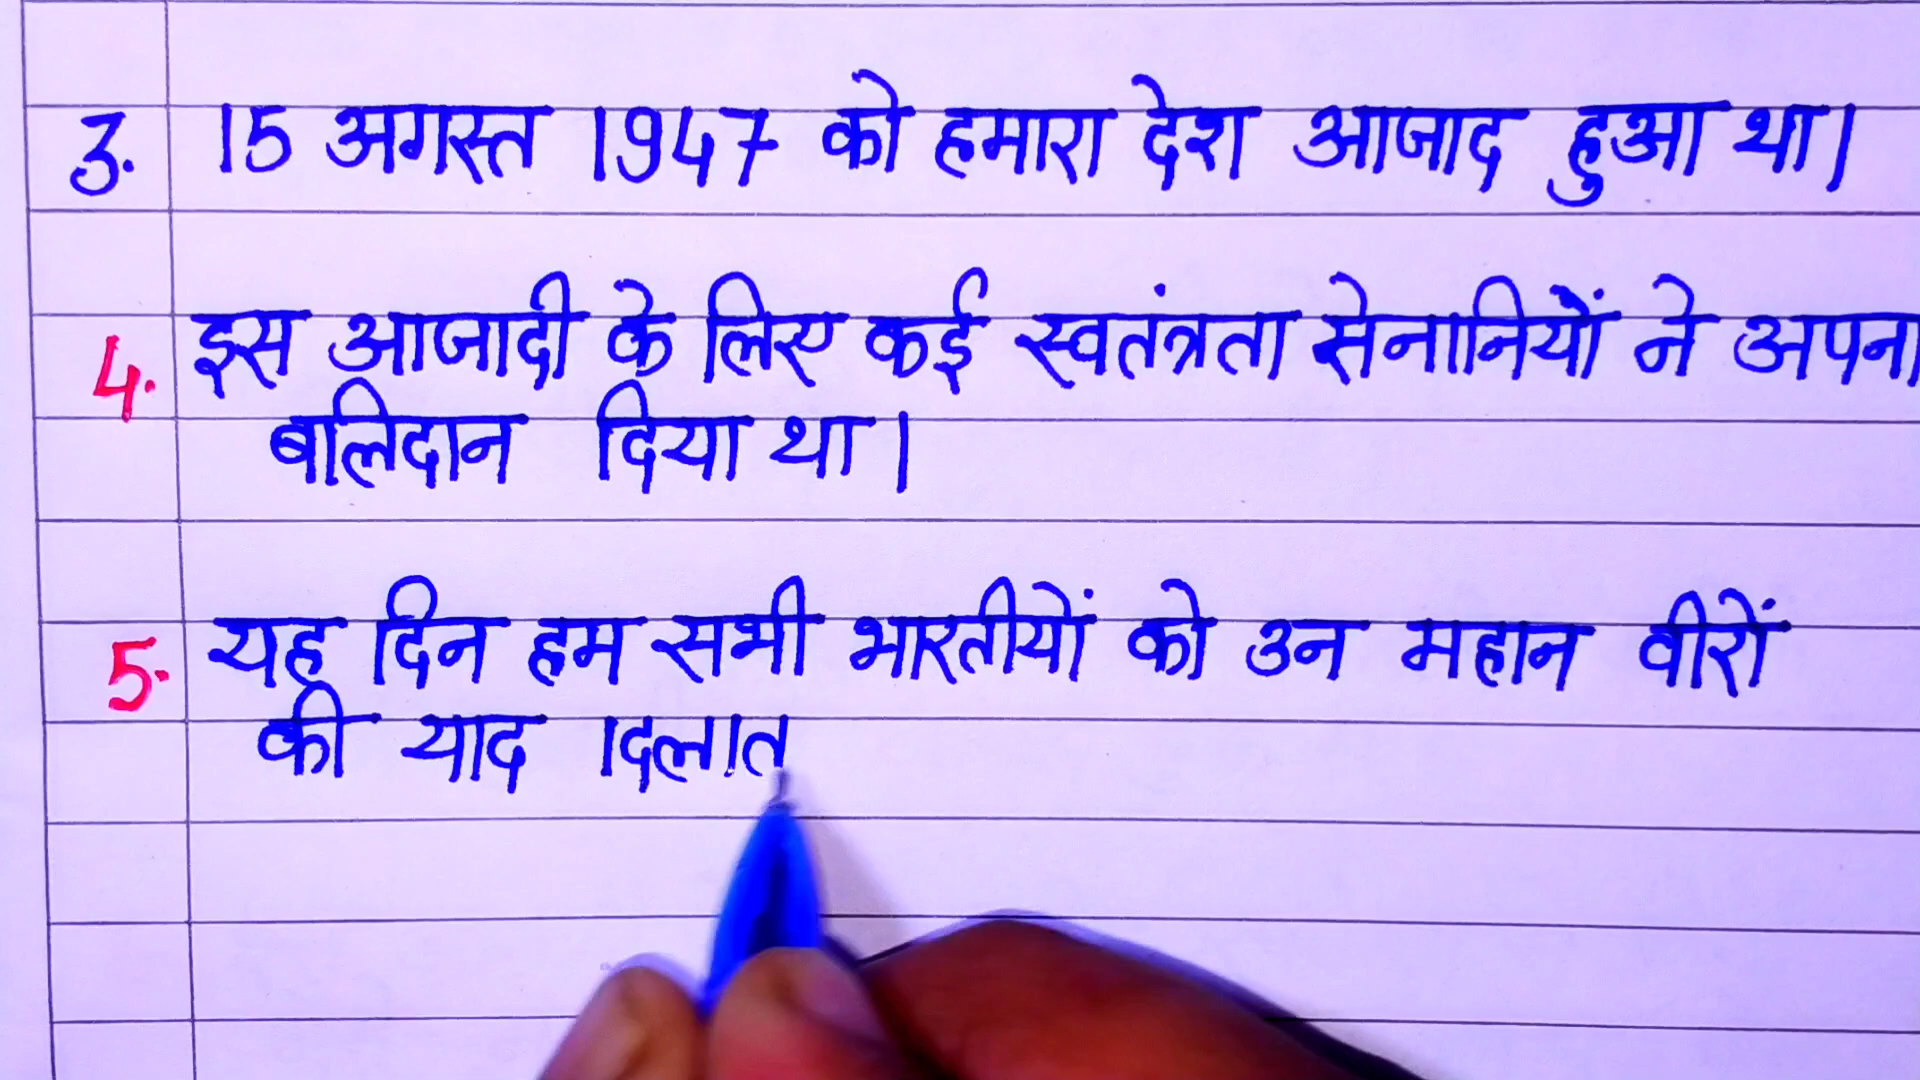 3. 15 अगस्त 1947 को हमारा देश आजाद हुआ था।
4. इस आजादी के लिए कई स्वतंत्रता सेनानियों ने अपना
बलिदान दिया था।
5. यह दिन हम सभी भारतीयों को उन महान वीरों
की याद